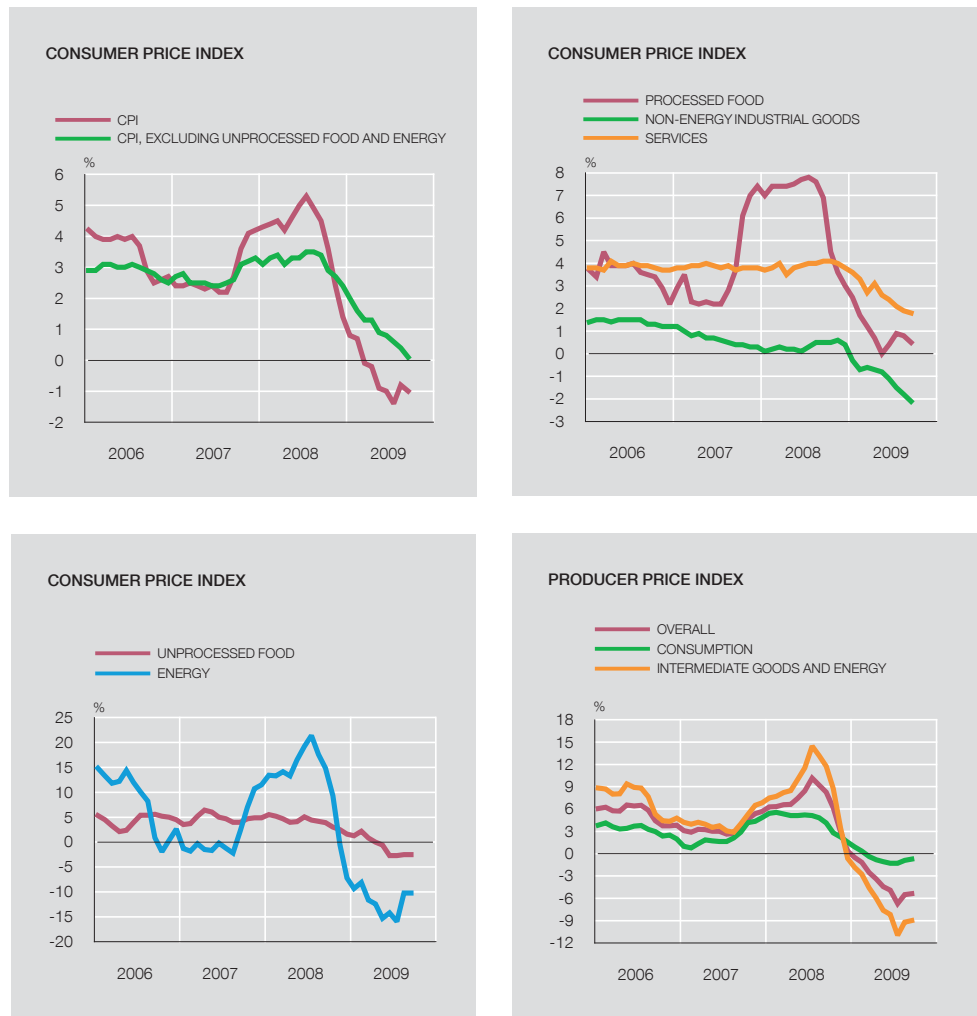 CONSUMER PRICE INDEX
CPI
CPI, EXCLUDING UNPROCESSED FOOD AND ENERGY
%
6
5
4
3
2
1
0
-1
-2
2006 2007 2008 2009
CONSUMER PRICE INDEX
PROCESSED FOOD
NON-ENERGY INDUSTRIAL GOODS
SERVICES
%
8
7
6
5
4
3
2
1
0
-1
-2
-3
2006 2007 2008 2009
CONSUMER PRICE INDEX
UNPROCESSED FOOD
ENERGY
%
25
20
15
10
5
0
-5
-10
-15
-20
2006 2007 2008 2009
PRODUCER PRICE INDEX
OVERALL
CONSUMPTION
INTERMEDIATE GOODS AND ENERGY
%
18
15
12
9
6
3
0
-3
-6
-9
-12
2006 2007 2008 2009